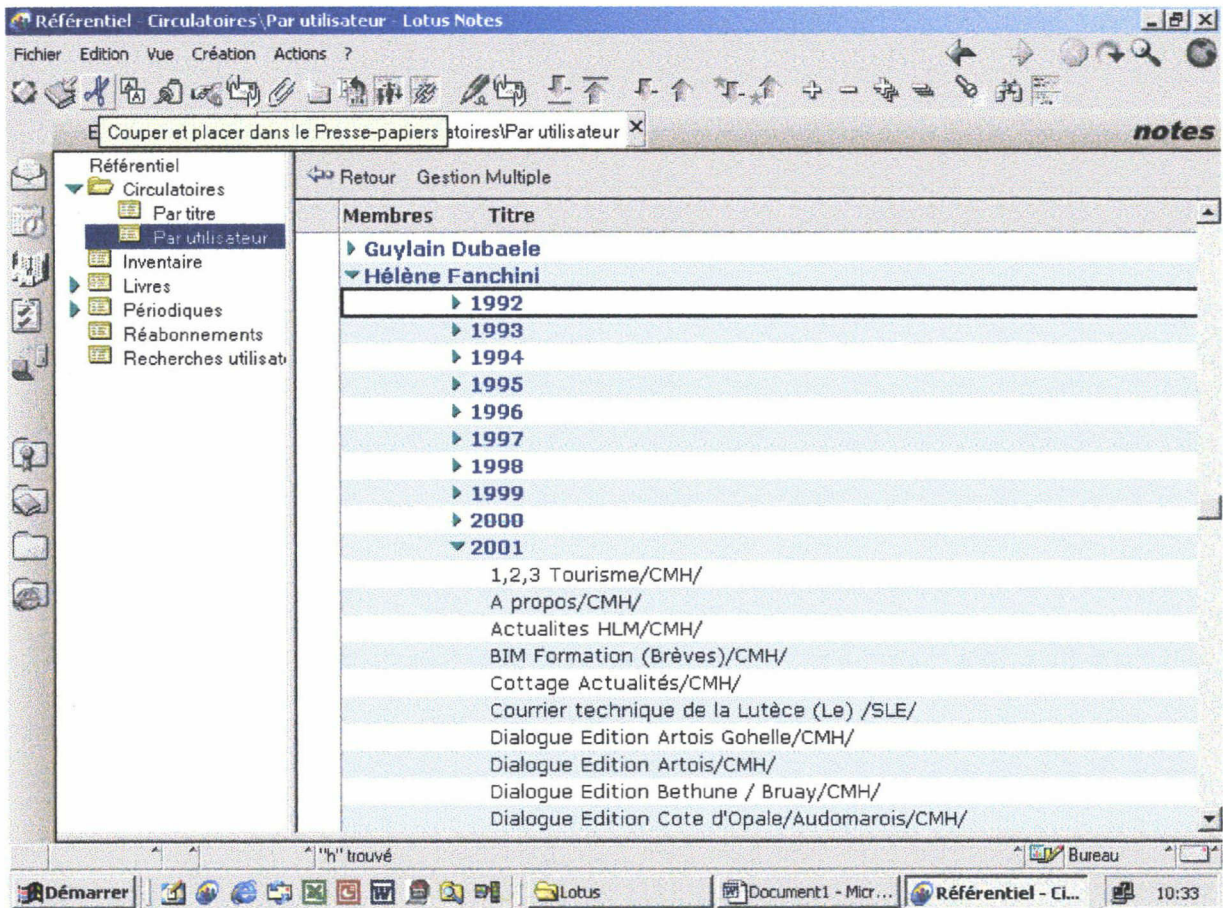 Référentiel - Circulatoires\Par utilisateur - Lotus Notes
Fichier Edition Vue Création Actions ?
E Couper et placer dans le Presse-papiers atoires\Par utilisateur
notes
Référentiel
Circulatoires
Par titre
Par utilisateur
Inventaire
Livres
Périodiques
Réabonnements
Recherches utilisat
Retour Gestion Multiple
Membres Titre
Guylain Dubaele
Hélène Fanchini
1992
1993
1994
1995
1996
1997
1998
1999
2000
2001
1,2,3 Tourisme/CMH/
A propos/CMH/
Actualites HLM/CMH/
BIM Formation (Brèves)/CMH/
Cottage Actualités/CMH/
Courrier technique de la Lutèce (Le) /SLE/
Dialogue Edition Artois Gohelle/CMH/
Dialogue Edition Artois/CMH/
Dialogue Edition Bethune / Bruay/CMH/
Dialogue Edition Cote d'Opale/Audomarois/CMH/
"h" trouvé
Bureau
Démarrer Lotus Document1 - Micr... Référentiel - Ci... 10:33